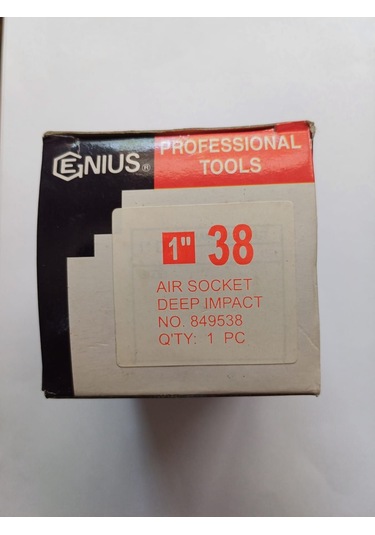 GENIUS®
PROFESSIONAL
TOOLS
1" 38
AIR SOCKET
DEEP IMPACT
NO. 849538
Q'TY: 1 PC